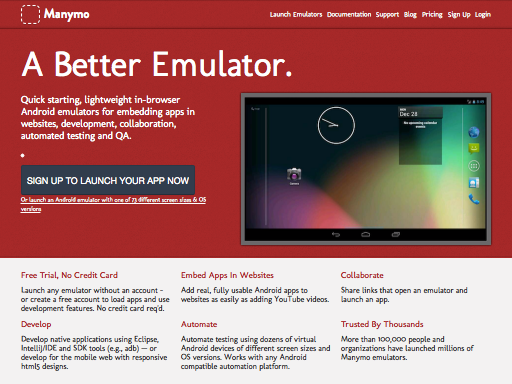 Manymo
Launch Emulators Documentation Support Blog Pricing Sign Up Login
A Better Emulator.
Quick starting, lightweight in-browser
Android emulators for embedding apps in
websites, development, collaboration,
automated testing and QA.
SIGN UP TO LAUNCH YOUR APP NOW
Or launch an Android emulator with one of 73 different screen sizes & OS
versions
Dec 28
No upcoming calendar
events
Camera
Free Trial, No Credit Card
Launch any emulator without an account –
or create a free account to load apps and use
development features. No credit card req'd.
Embed Apps In Websites
Add real, fully usable Android apps to
websites as easily as adding YouTube videos.
Collaborate
Share links that open an emulator and
launch an app.
Develop
Develop native applications using Eclipse,
IntelliJ/IDE and SDK tools (e.g., adb) — or
develop for the mobile web with responsive
html5 designs.
Automate
Automate testing using dozens of virtual
Android devices of different screen sizes and
OS versions. Works with any Android
compatible automation platform.
Trusted By Thousands
More than 100,000 people and
organizations have launched millions of
Manymo emulators.